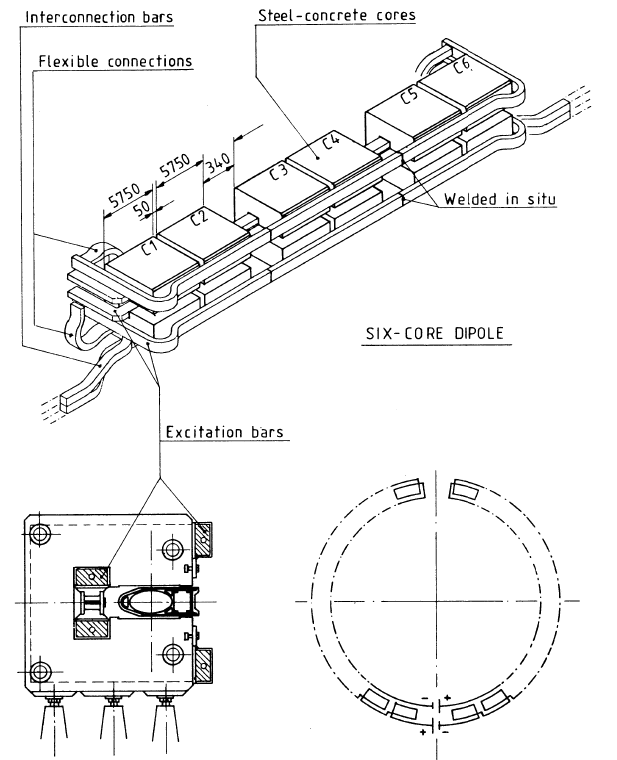 Interconnection bars
Steel-concrete cores
Flexible connections
C6
C5
C4
C3
5750
5750
340
50
C2
C1
Welded in situ
SIX-CORE DIPOLE
Excitation bars
- +
+ -